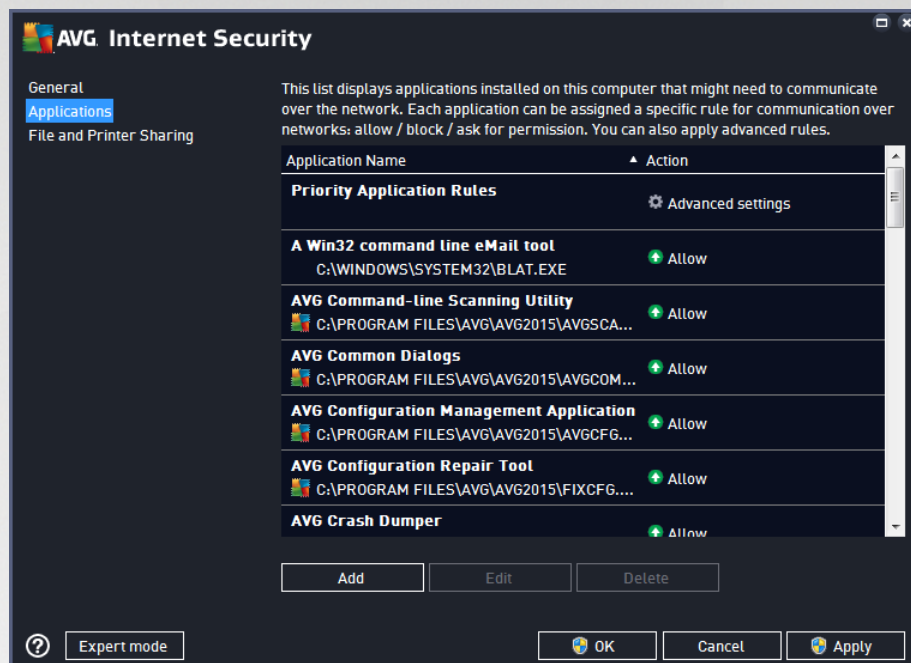 AVG Internet Security
General
Applications
File and Printer Sharing
This list displays applications installed on this computer that might need to communicate
over the network. Each application can be assigned a specific rule for communication over
networks: allow / block / ask for permission. You can also apply advanced rules.
Application Name Action
Priority Application Rules
Advanced settings
A Win32 command line eMail tool
C:\WINDOWS\SYSTEM32\BLAT.EXE
Allow
AVG Command-line Scanning Utility
C:\PROGRAM FILES\AVG\AVG2015\AVGSCA...
Allow
AVG Common Dialogs
C:\PROGRAM FILES\AVG\AVG2015\AVGCOM...
Allow
AVG Configuration Management Application
C:\PROGRAM FILES\AVG\AVG2015\AVGCFG...
Allow
AVG Configuration Repair Tool
C:\PROGRAM FILES\AVG\AVG2015\FIXCFG....
Allow
AVG Crash Dumper
Allow
Add Edit Delete
? Expert mode OK Cancel Apply